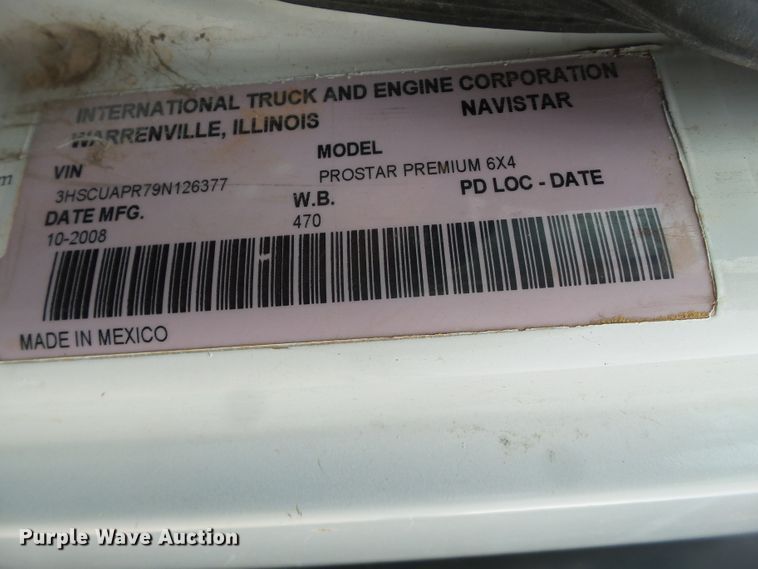 INTERNATIONAL TRUCK AND ENGINE CORPORATION
WARRENVILLE, ILLINOIS NAVISTAR
VIN MODEL
3HSCUAPR79N126377 PROSTAR PREMIUM 6X4
DATE MFG. W.B. PD LOC - DATE
10-2008 470
MADE IN MEXICO
m
Purple Wave Auction